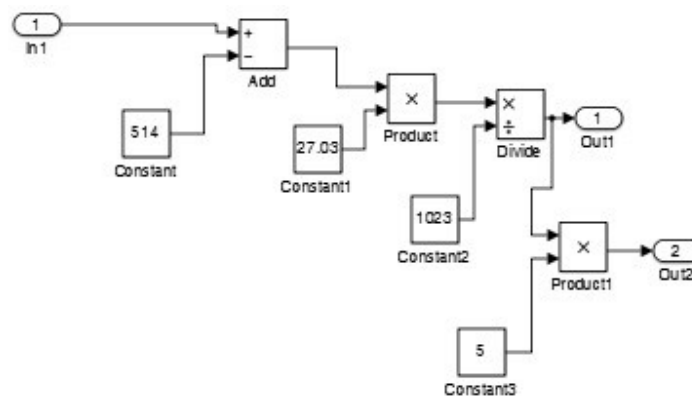 1
In1
+
−
Add
514
Constant
27.03
Constant1
×
Product
1023
Constant2
×
÷
Divide
1
Out1
×
Product1
2
Out2
5
Constant3